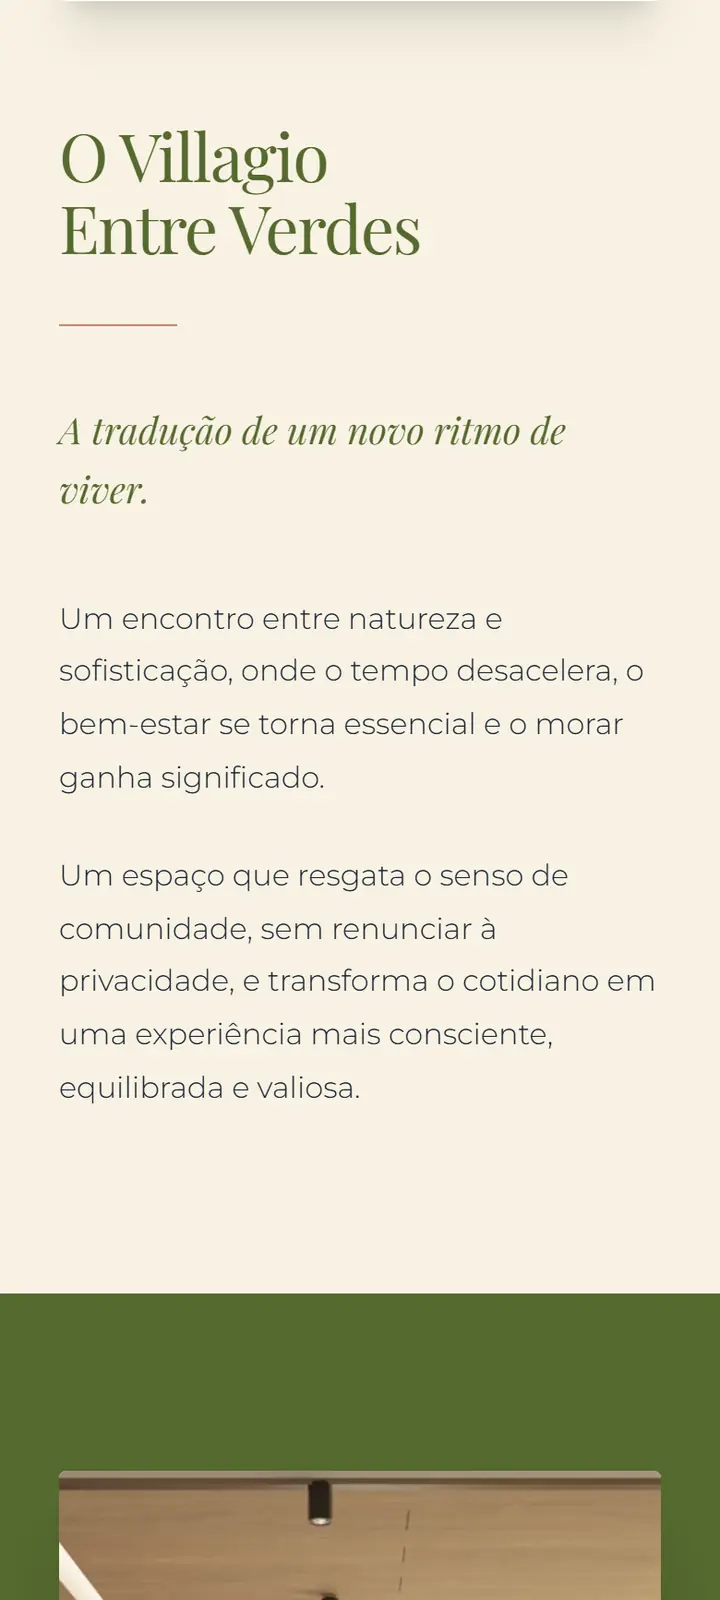 O Villagio
Entre Verdes
A tradução de um novo ritmo de
viver.
Um encontro entre natureza e
sofisticação, onde o tempo desacelera, o
bem-estar se torna essencial e o morar
ganha significado.
Um espaço que resgata o senso de
comunidade, sem renunciar à
privacidade, e transforma o cotidiano em
uma experiência mais consciente,
equilibrada e valiosa.